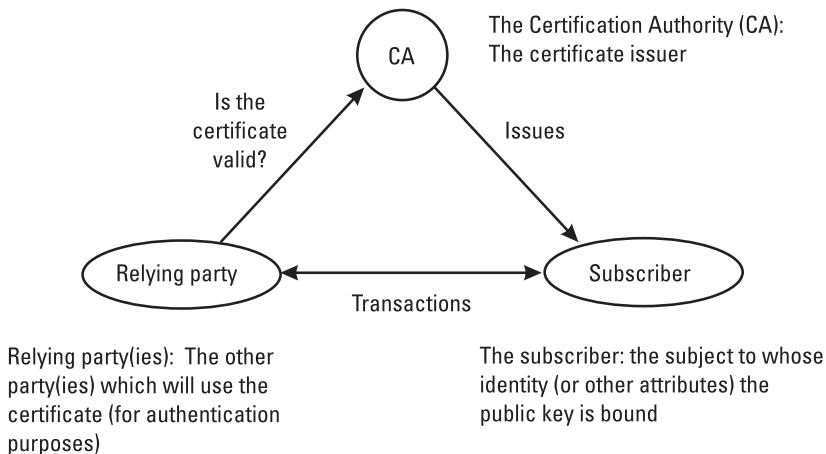 The Certification Authority (CA):
The certificate issuer
CA
Is the
certificate
valid?
Issues
Relying party
Subscriber
Transactions
Relying party(ies):  The other
party(ies) which will use the
certificate (for authentication
purposes)
The subscriber: the subject to whose
identity (or other attributes) the
public key is bound